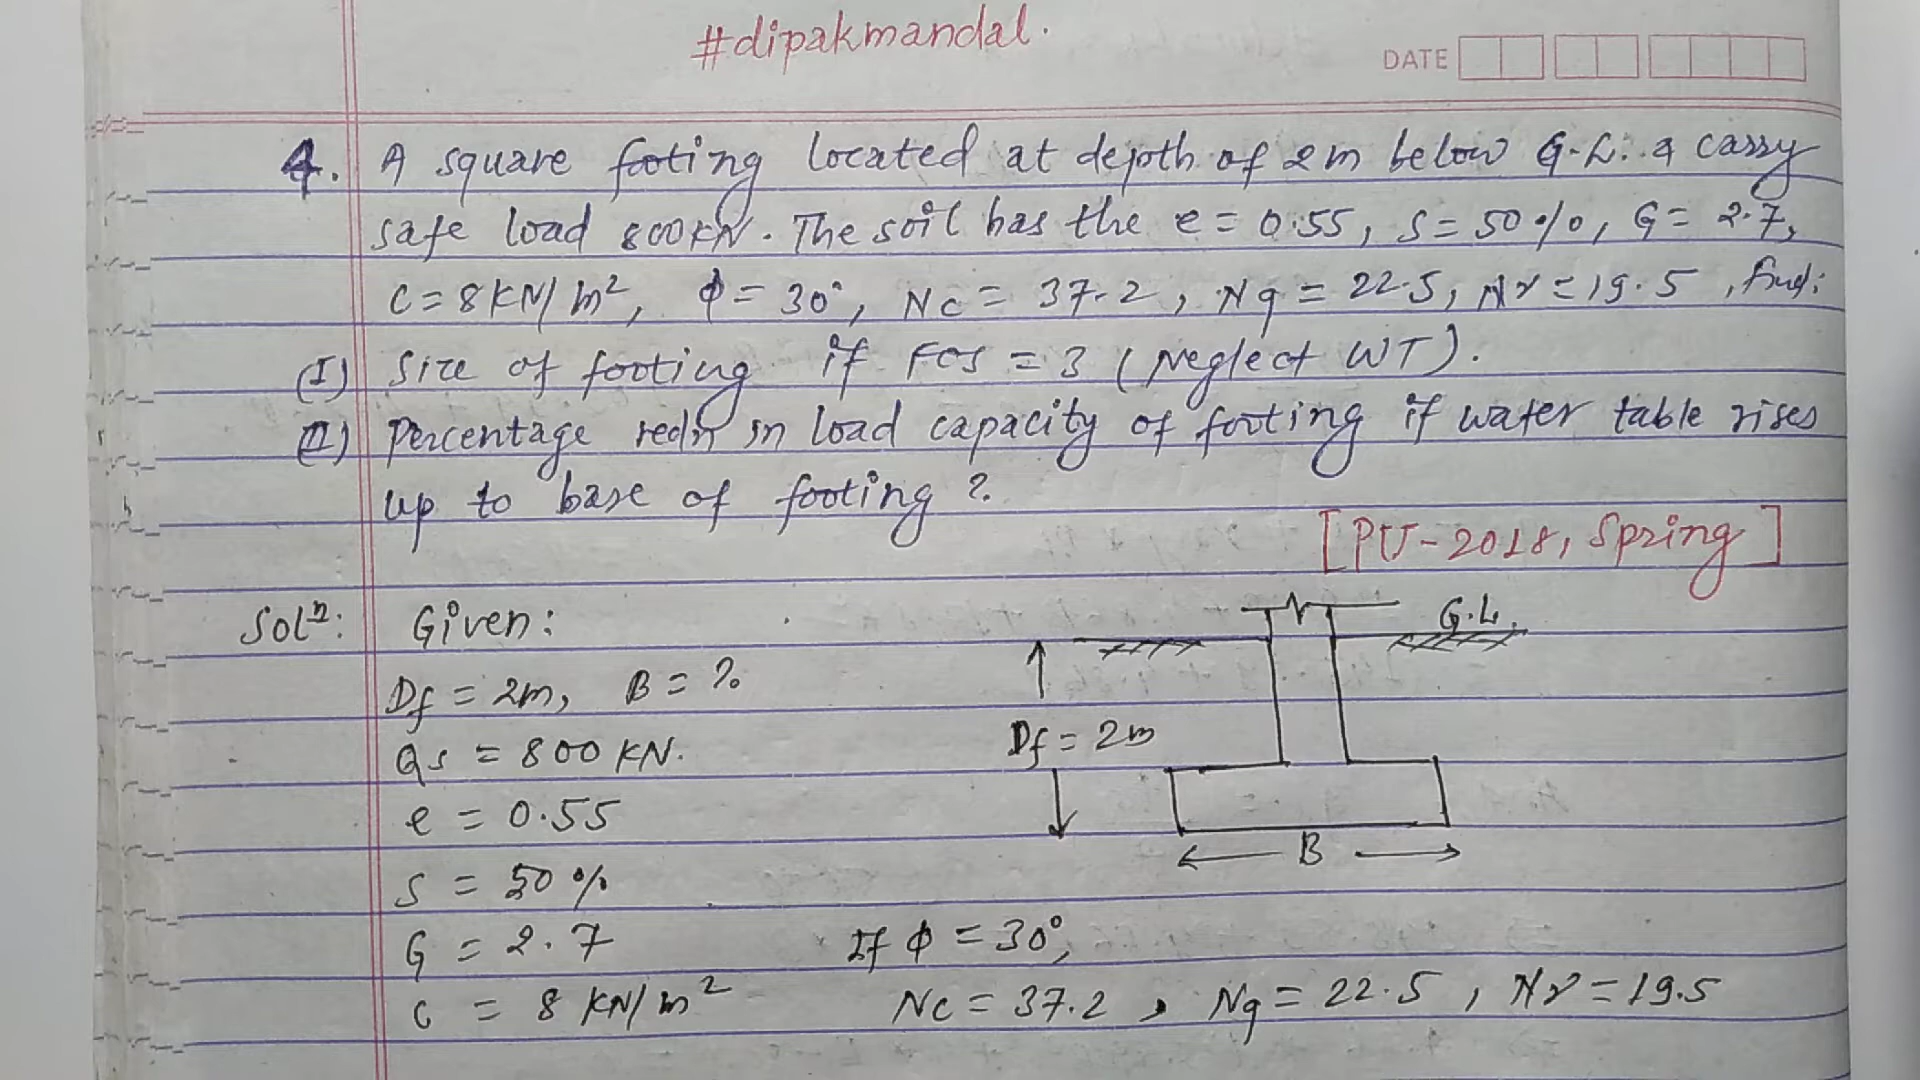 #dipakmandal.
DATE
4. A square footing located at depth of 2m below G.L. & carry
safe load 800KN. The soil has the e = 0.55, S = 50%, G = 2.7,
C = 8 KN/m², ϕ = 30°, Nc = 37.2, Nq = 22.5, Nγ = 19.5, find:
(I) Size of footing if FOS = 3 (Neglect WT).
(II) Percentage redⁿ in load capacity of footing if water table rises
up to base of footing ?
[PU-2018, Spring]
Solⁿ: Given:
G.L.
Df = 2m, B = ?
Df = 2m
Qs = 800 KN.
e = 0.55
B
S = 50%
G = 2.7
If ϕ = 30°,
C = 8 KN/m²
Nc = 37.2, Nq = 22.5, Nγ = 19.5